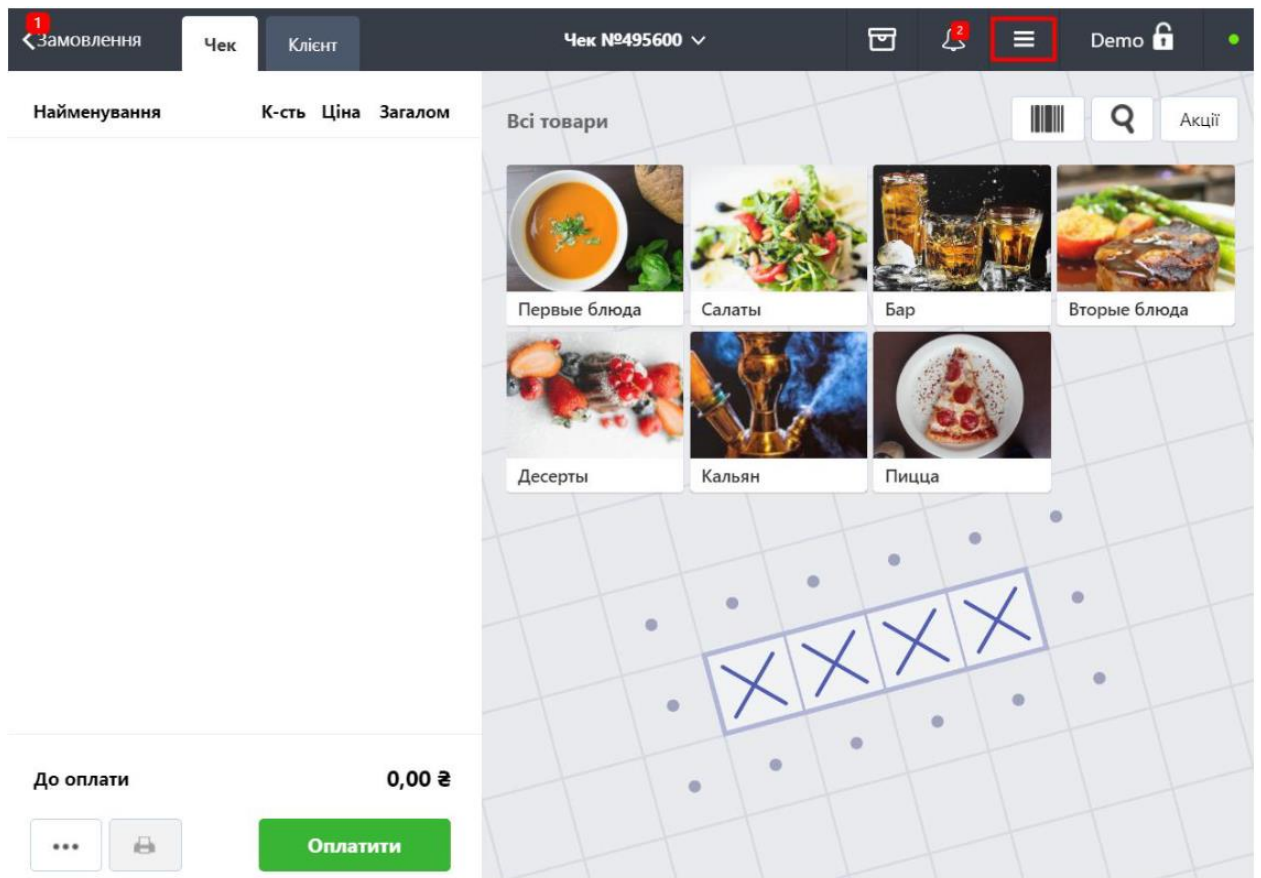 1
Замовлення Чек Клієнт Чек №495600 2 Demo
Найменування К-сть Ціна Загалом
Всі товари Акції
Первые блюда Салаты Бар Вторые блюда
Десерты Кальян Пицца
До оплати 0,00 ₴
Оплатити